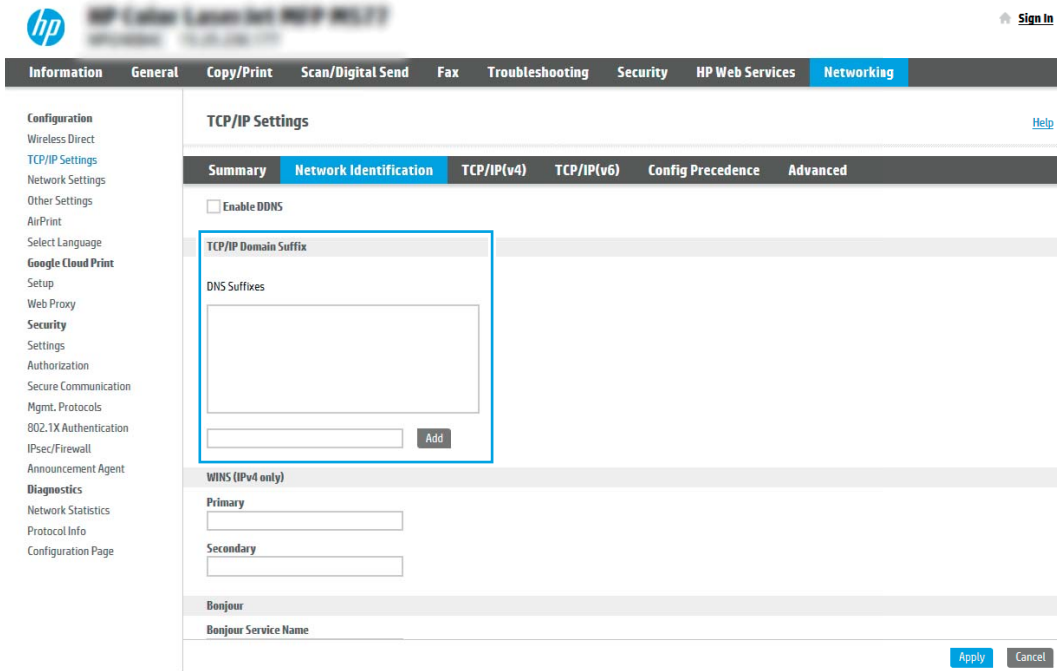 hp
Sign In
Information General Copy/Print Scan/Digital Send Fax Troubleshooting Security HP Web Services Networking
Configuration
Wireless Direct
TCP/IP Settings
Network Settings
Other Settings
AirPrint
Select Language
Google Cloud Print
Setup
Web Proxy
Security
Settings
Authorization
Secure Communication
Mgmt. Protocols
802.1X Authentication
IPsec/Firewall
Announcement Agent
Diagnostics
Network Statistics
Protocol Info
Configuration Page
TCP/IP Settings
Help
Summary Network Identification TCP/IP(v4) TCP/IP(v6) Config Precedence Advanced
Enable DDNS
TCP/IP Domain Suffix
DNS Suffixes
Add
WINS (IPv4 only)
Primary
Secondary
Bonjour
Bonjour Service Name
Apply Cancel